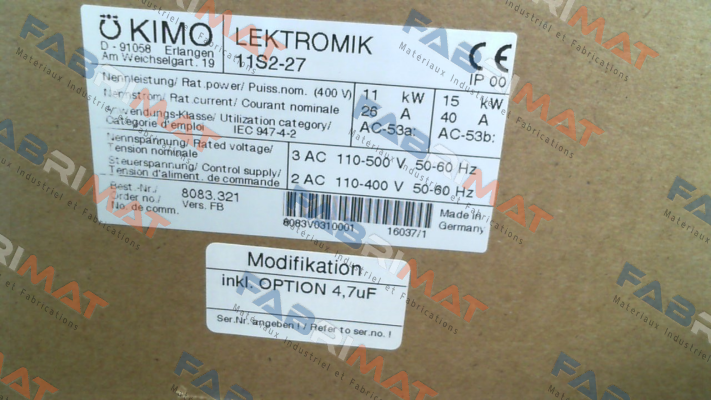 KIMO
D - 91058 Erlangen
Am Weichselgart. 19
LEKTROMIK
11S2-27
CE
IP 00
Nennleistung/ Rat.power/ Puiss.nom. (400 V)
Nennstrom/ Rat.current/ Courant nominale
Anwendungs-Klasse/ Utilization category/
Categorie d'emploi IEC 947-4-2
11 kW
26 A
AC-53a:
15 kW
40 A
AC-53b:
Nennspannung/ Rated voltage/
Tension nominale
3 AC 110-500 V 50-60 Hz
Steuerspannung/ Control supply/
Tension d'aliment. de commande
2 AC 110-400 V 50-60 Hz
Best.-Nr./
Order no./
No. de comm.
8083.321
Vers. FB
8083V0310001
16037/1
Made in
Germany
Modifikation
inkl. OPTION 4,7uF
Ser.Nr. angeben ! / Refer to ser.no. !
FABRIMAT
Materiaux Industriel et Fabrications